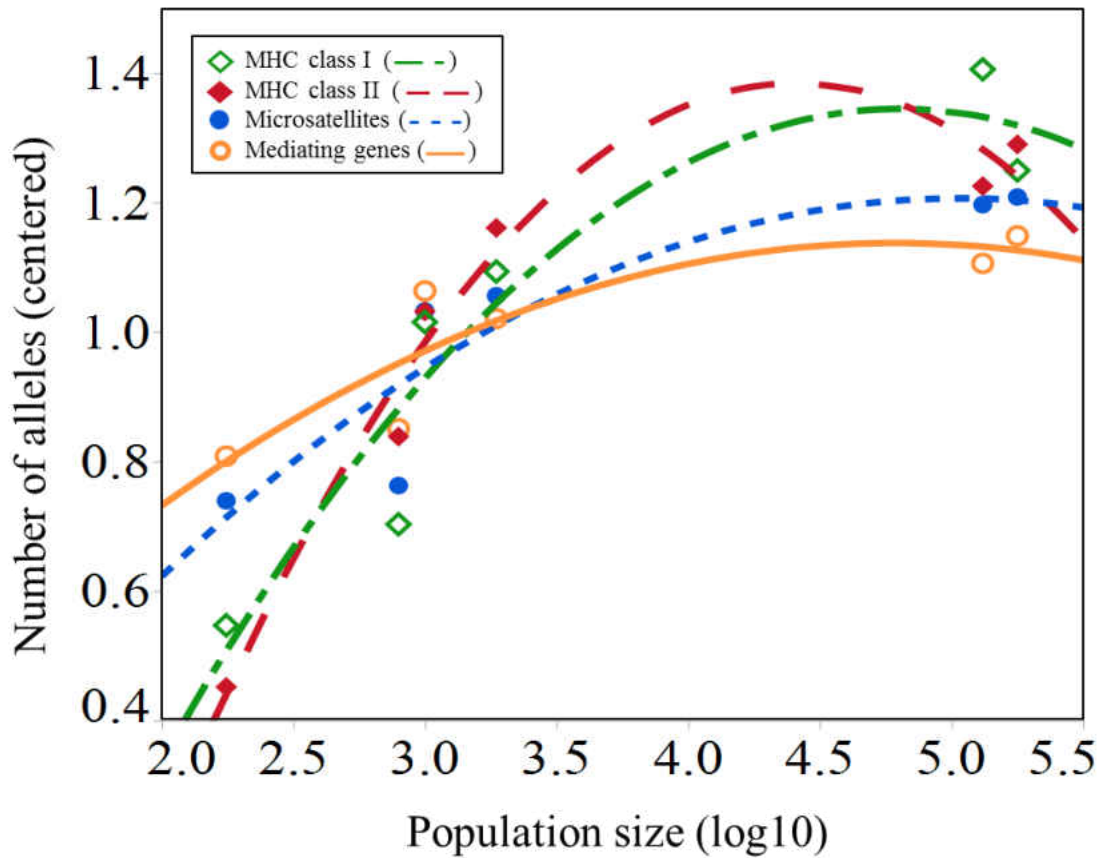 MHC class I ( )
MHC class II ( )
Microsatellites ( )
Mediating genes ( )
Number of alleles (centered)
1.4
1.2
1.0
0.8
0.6
0.4
2.0 2.5 3.0 3.5 4.0 4.5 5.0 5.5
Population size (log10)